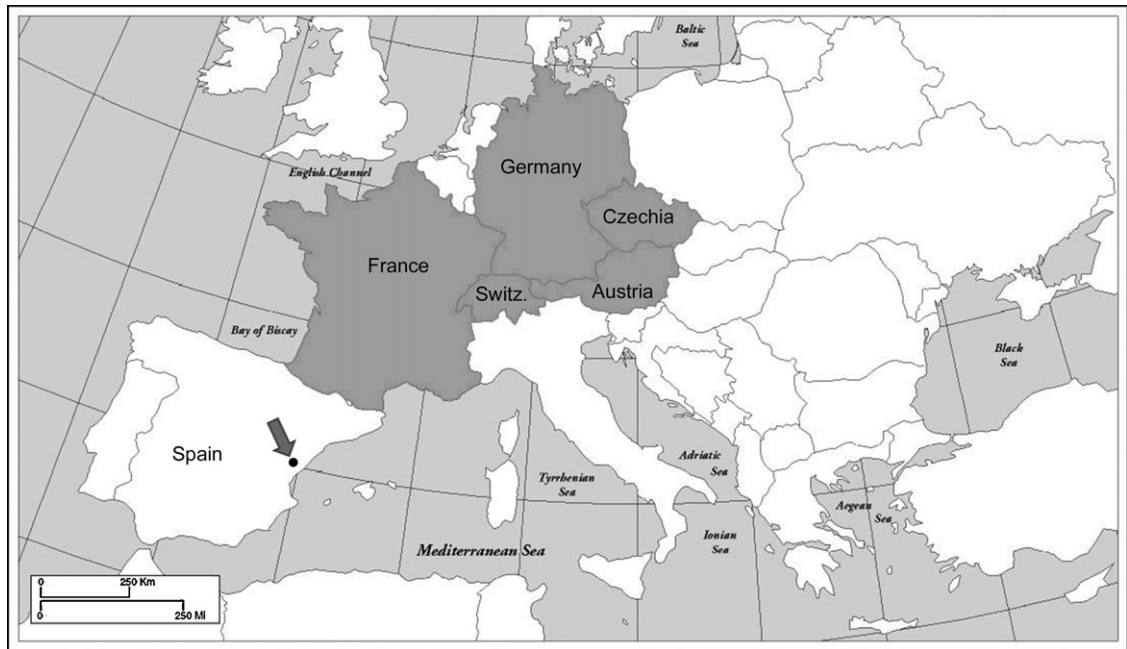 Baltic
Sea
Germany
English Channel
Czechia
France
Switz.
Austria
Bay of Biscay
Black
Sea
Spain
Adriatic
Sea
Tyrrhenian
Sea
Aegean
Sea
Ionian
Sea
Mediterranean Sea
0 250 Km
0 250 Mi